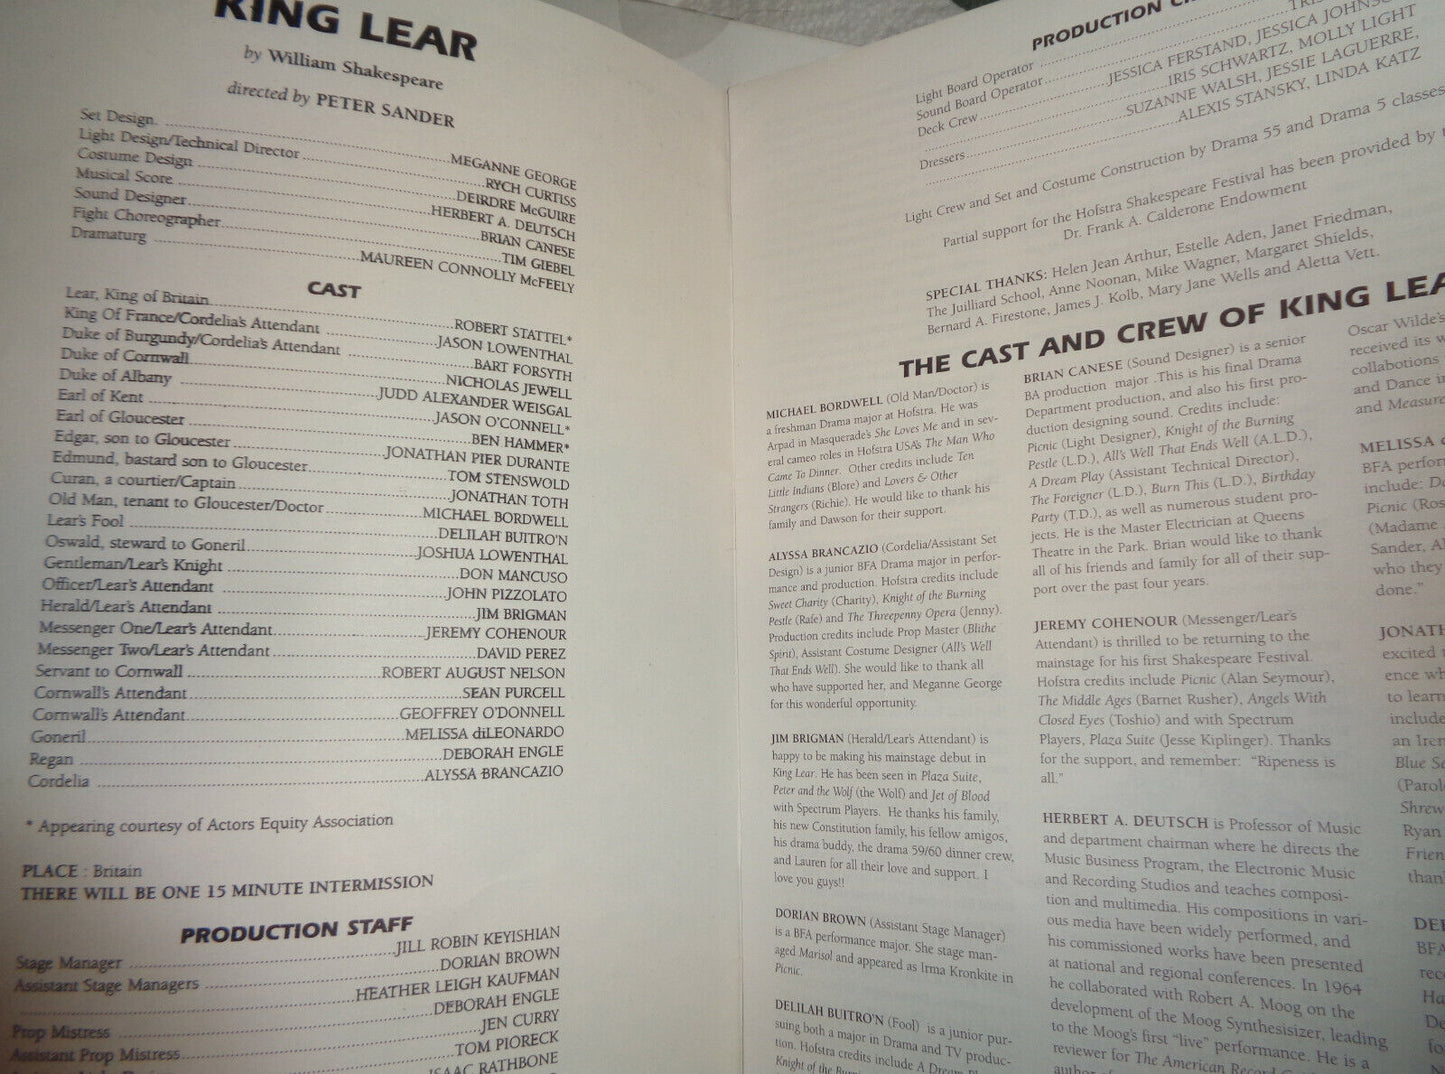 KING LEAR
by William Shakespeare
directed by PETER SANDER
Set Design MEGANNE GEORGE
Light Design/Technical Director RYCH CURTISS
Costume Design DEIRDRE McGUIRE
Musical Score HERBERT A. DEUTSCH
Sound Designer BRIAN CANESE
Fight Choreographer TIM GIEBEL
Dramaturg MAUREEN CONNOLLY McFEELY
CAST
Lear, King of Britain ROBERT STATTEL*
King Of France/Cordelia's Attendant JASON LOWENTHAL
Duke of Burgundy/Cordelia's Attendant BART FORSYTH
Duke of Cornwall NICHOLAS JEWELL
Duke of Albany JUDD ALEXANDER WEISGAL
Earl of Kent JASON O'CONNELL*
Earl of Gloucester BEN HAMMER*
Edgar, son to Gloucester JONATHAN PIER DURANTE
Edmund, bastard son to Gloucester TOM STENSWOLD
Curan, a courtier/Captain JONATHAN TOTH
Old Man, tenant to Gloucester/Doctor MICHAEL BORDWELL
Lear's Fool DELILAH BUITRO'N
Oswald, steward to Goneril JOSHUA LOWENTHAL
Gentleman/Lear's Knight DON MANCUSO
Officer/Lear's Attendant JOHN PIZZOLATO
Herald/Lear's Attendant JIM BRIGMAN
Messenger One/Lear's Attendant JEREMY COHENOUR
Messenger Two/Lear's Attendant DAVID PEREZ
Servant to Cornwall ROBERT AUGUST NELSON
Cornwall's Attendant SEAN PURCELL
Cornwall's Attendant GEOFFREY O'DONNELL
Goneril MELISSA diLEONARDO
Regan DEBORAH ENGLE
Cordelia ALYSSA BRANCAZIO
* Appearing courtesy of Actors Equity Association
PLACE : Britain
THERE WILL BE ONE 15 MINUTE INTERMISSION
PRODUCTION STAFF
Stage Manager JILL ROBIN KEYISHIAN
Assistant Stage Managers DORIAN BROWN
HEATHER LEIGH KAUFMAN
Prop Mistress DEBORAH ENGLE
Assistant Prop Mistress JEN CURRY
TOM PIORECK
ISAAC RATHBONE
PRODUCTION
Light Board Operator
Sound Board Operator
Deck Crew JESSICA FERSTAND, JESSICA
IRIS SCHWARTZ, MOLLY LIGHT
Dressers SUZANNE WALSH, JESSIE LAGUERRE,
ALEXIS STANSKY, LINDA KATZ
Light Crew and Set and Costume Construction by Drama 55 and Drama 5 classes
Partial support for the Hofstra Shakespeare Festival has been provided by
Dr. Frank A. Calderone Endowment
SPECIAL THANKS: Helen Jean Arthur, Estelle Aden, Janet Friedman,
The Juilliard School, Anne Noonan, Mike Wagner, Margaret Shields,
Bernard A. Firestone, James J. Kolb, Mary Jane Wells and Aletta Vett.
THE CAST AND CREW OF KING LEA
MICHAEL BORDWELL (Old Man/Doctor) is
a freshman Drama major at Hofstra. He was
Arpad in Masquerade's She Loves Me and in sev-
eral cameo roles in Hofstra USA's The Man Who
Came To Dinner. Other credits include Ten
Little Indians (Blore) and Lovers & Other
Strangers (Richie). He would like to thank his
family and Dawson for their support.
ALYSSA BRANCAZIO (Cordelia/Assistant Set
Design) is a junior BFA Drama major in perfor-
mance and production. Hofstra credits include
Sweet Charity (Charity), Knight of the Burning
Pestle (Rafe) and The Threepenny Opera (Jenny).
Production credits include Prop Master (Blithe
Spirit), Assistant Costume Designer (All's Well
That Ends Well). She would like to thank all
who have supported her, and Meganne George
for this wonderful opportunity.
JIM BRIGMAN (Herald/Lear's Attendant) is
happy to be making his mainstage debut in
King Lear. He has been seen in Plaza Suite,
Peter and the Wolf (the Wolf) and Jet of Blood
with Spectrum Players. He thanks his family,
his new Constitution family, his fellow amigos,
his drama buddy, the drama 59/60 dinner crew,
and Lauren for all their love and support. I
love you guys!!
DORIAN BROWN (Assistant Stage Manager)
is a BFA performance major. She stage man-
aged Marisol and appeared as Irma Kronkite in
Picnic.
DELILAH BUITRO'N (Fool) is a junior pur-
suing both a major in Drama and TV produc-
tion. Hofstra credits include A Dream
Knight of the
BRIAN CANESE (Sound Designer) is a senior
BA production major .This is his final Drama
Department production, and also his first pro-
duction designing sound. Credits include:
Picnic (Light Designer), Knight of the Burning
Pestle (L.D.), All's Well That Ends Well (A.L.D.),
A Dream Play (Assistant Technical Director),
The Foreigner (L.D.), Burn This (L.D.), Birthday
Party (T.D.), as well as numerous student pro-
jects. He is the Master Electrician at Queens
Theatre in the Park. Brian would like to thank
all of his friends and family for all of their sup-
port over the past four years.
JEREMY COHENOUR (Messenger/Lear's
Attendant) is thrilled to be returning to the
mainstage for his first Shakespeare Festival.
Hofstra credits include Picnic (Alan Seymour),
The Middle Ages (Barnet Rusher), Angels With
Closed Eyes (Toshio) and with Spectrum
Players, Plaza Suite (Jesse Kiplinger). Thanks
for the support, and remember: "Ripeness is
all."
HERBERT A. DEUTSCH is Professor of Music
and department chairman where he directs the
Music Business Program, the Electronic Music
and Recording Studios and teaches composi-
tion and multimedia. His compositions in vari-
ous media have been widely performed, and
his commissioned works have been presented
at national and regional conferences. In 1964
he collaborated with Robert A. Moog on the
development of the Moog Synthesisizer, leading
to the Moog's first "live" performance. He is a
reviewer for The American Record
Oscar Wilde's
received its
collabotions
and Dance
and Measure
MELISSA
BFA perform
include:
Picnic
(Madame
Sander,
who they
done."
JONATH
excited
ence
to learn
include
an
Blue
(Parol
Shrew
Ryan
Frien
than
BFA